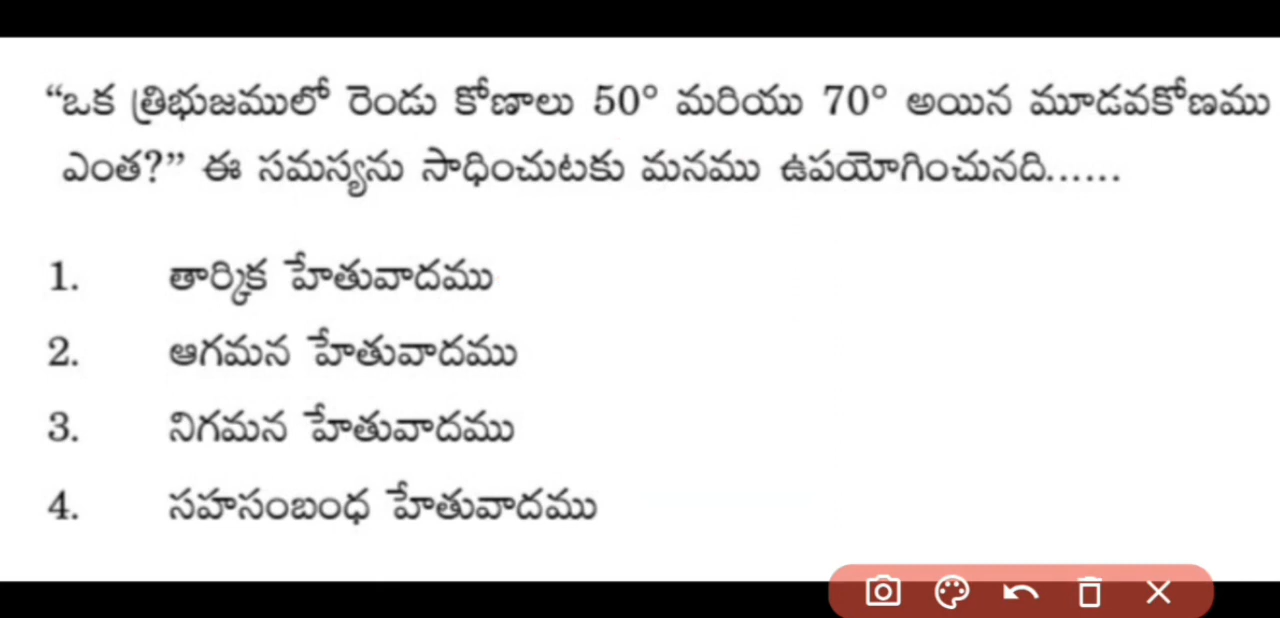 “ఒక త్రిభుజములో రెండు కోణాలు 50° మరియు 70° అయిన మూడవకోణము
ఎంత?” ఈ సమస్యను సాధించుటకు మనము ఉపయోగించునది......
1. తార్కిక హేతువాదము
2. ఆగమన హేతువాదము
3. నిగమన హేతువాదము
4. సహసంబంధ హేతువాదము